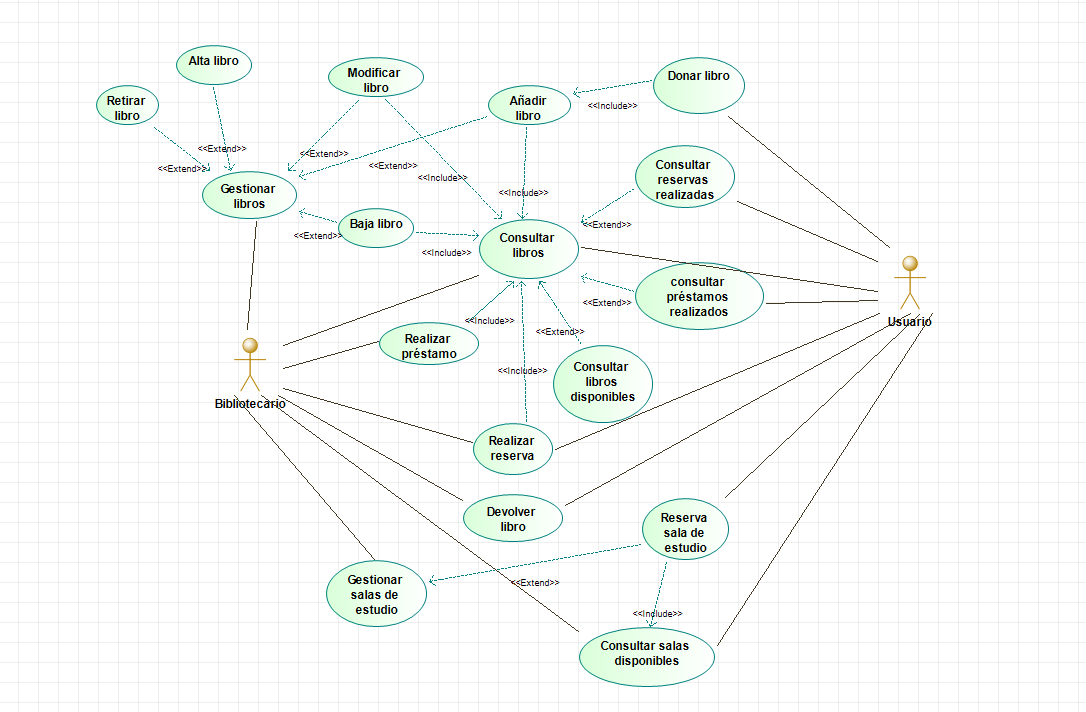 Alta libro
Modificar
libro
Donar libro
Retirar
libro
Añadir
libro
<<Include>>
<<Extend>>
<<Extend>>
<<Extend>>
<<Extend>>
<<Include>>
<<Include>>
Consultar
reservas
realizadas
Gestionar
libros
Baja libro
<<Extend>>
<<Include>>
Consultar
libros
<<Extend>>
consultar
préstamos
realizados
<<Extend>>
Usuario
<<Include>>
<<Extend>>
Realizar
préstamo
<<Include>>
Consultar
libros
disponibles
Bibliotecario
Realizar
reserva
Devolver
libro
Reserva
sala de
estudio
Gestionar
salas de
estudio
<<Extend>>
<<Include>>
Consultar salas
disponibles